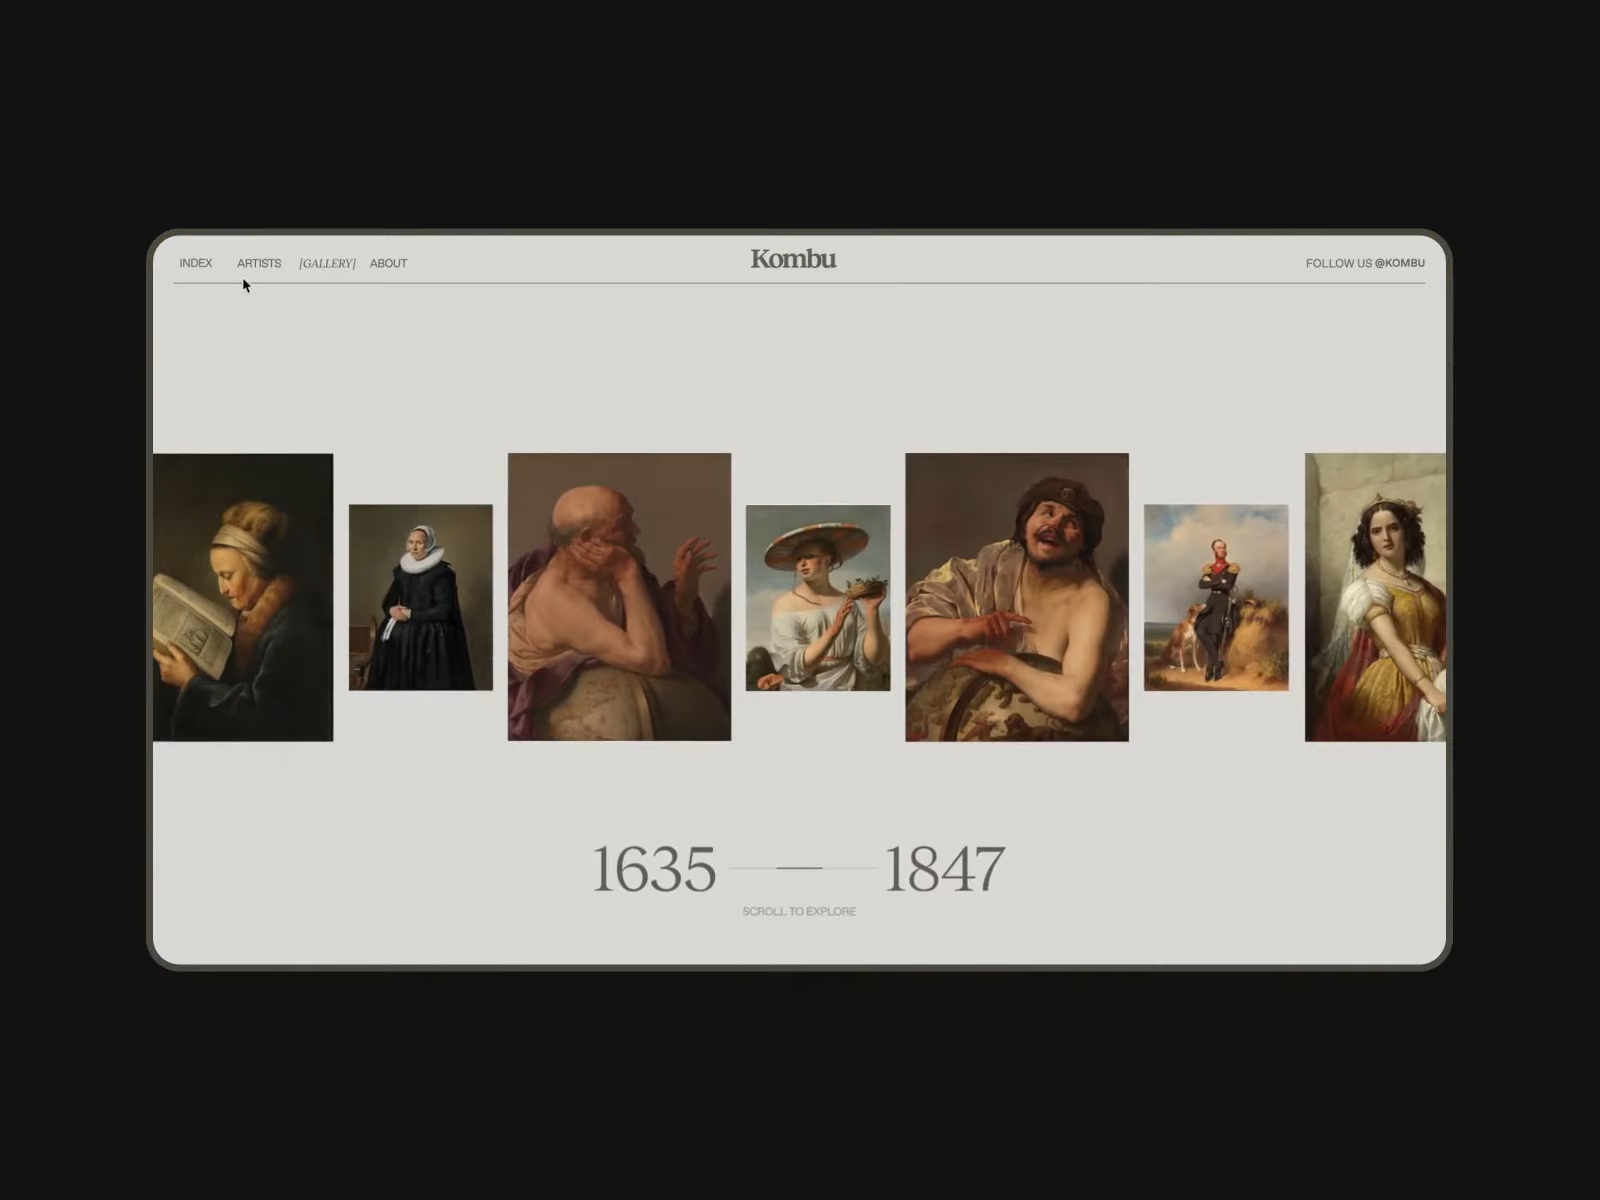 INDEX ARTISTS [GALLERY] ABOUT Kombu FOLLOW US @KOMBU
1635 1847
SCROLL TO EXPLORE